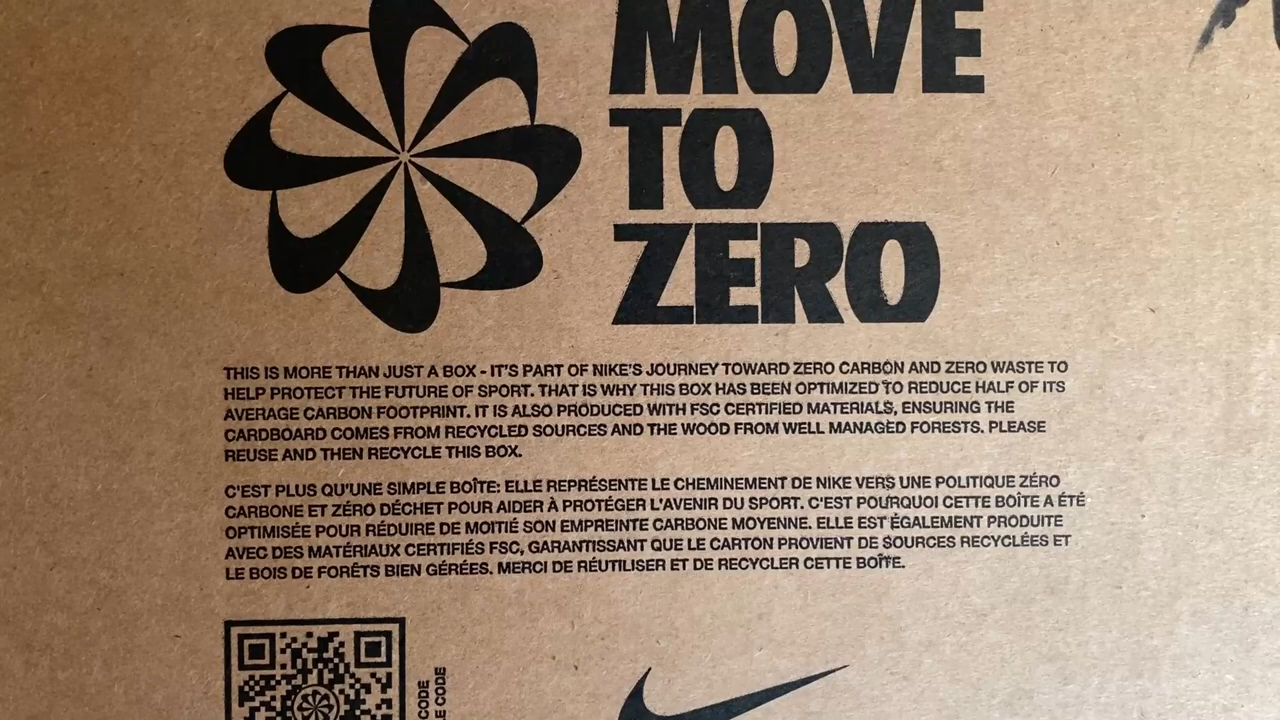 MOVE
TO
ZERO
THIS IS MORE THAN JUST A BOX - IT'S PART OF NIKE'S JOURNEY TOWARD ZERO CARBON AND ZERO WASTE TO
HELP PROTECT THE FUTURE OF SPORT. THAT IS WHY THIS BOX HAS BEEN OPTIMIZED TO REDUCE HALF OF ITS
AVERAGE CARBON FOOTPRINT. IT IS ALSO PRODUCED WITH FSC CERTIFIED MATERIALS, ENSURING THE
CARDBOARD COMES FROM RECYCLED SOURCES AND THE WOOD FROM WELL MANAGED FORESTS. PLEASE
REUSE AND THEN RECYCLE THIS BOX.
C'EST PLUS QU'UNE SIMPLE BOÎTE: ELLE REPRÉSENTE LE CHEMINEMENT DE NIKE VERS UNE POLITIQUE ZÉRO
CARBONE ET ZÉRO DÉCHET POUR AIDER À PROTÉGER L'AVENIR DU SPORT. C'EST POURQUOI CETTE BOÎTE A ÉTÉ
OPTIMISÉE POUR RÉDUIRE DE MOITIÉ SON EMPREINTE CARBONE MOYENNE. ELLE EST ÉGALEMENT PRODUITE
AVEC DES MATÉRIAUX CERTIFIÉS FSC, GARANTISSANT QUE LE CARTON PROVIENT DE SOURCES RECYCLÉES ET
LE BOIS DE FORÊTS BIEN GÉRÉES. MERCI DE RÉUTILISER ET DE RECYCLER CETTE BOÎTE.
CODE
CODE